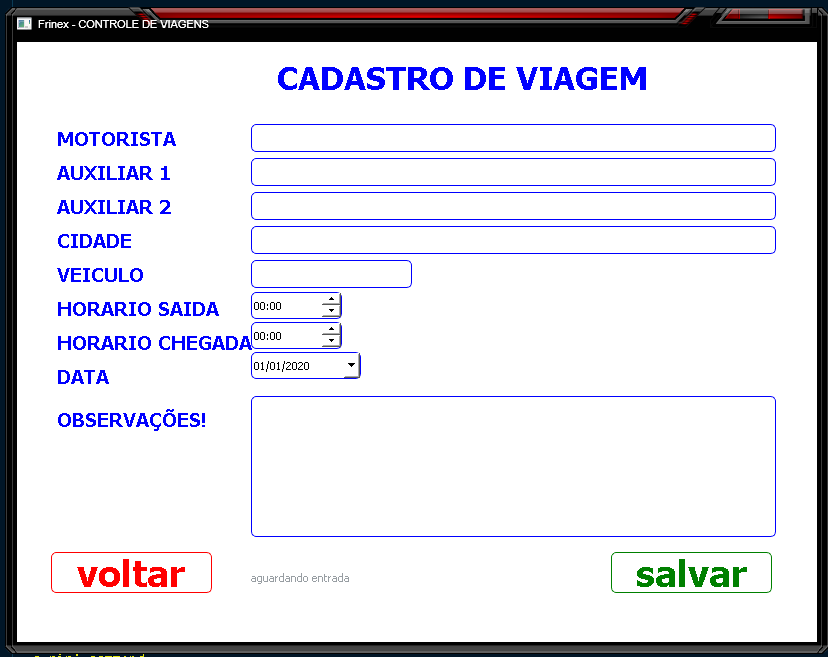 Frinex - CONTROLE DE VIAGENS
CADASTRO DE VIAGEM
MOTORISTA
AUXILIAR 1
AUXILIAR 2
CIDADE
VEICULO
HORARIO SAIDA 00:00
HORARIO CHEGADA 00:00
DATA 01/01/2020
OBSERVAÇÕES!
voltar aguardando entrada salvar